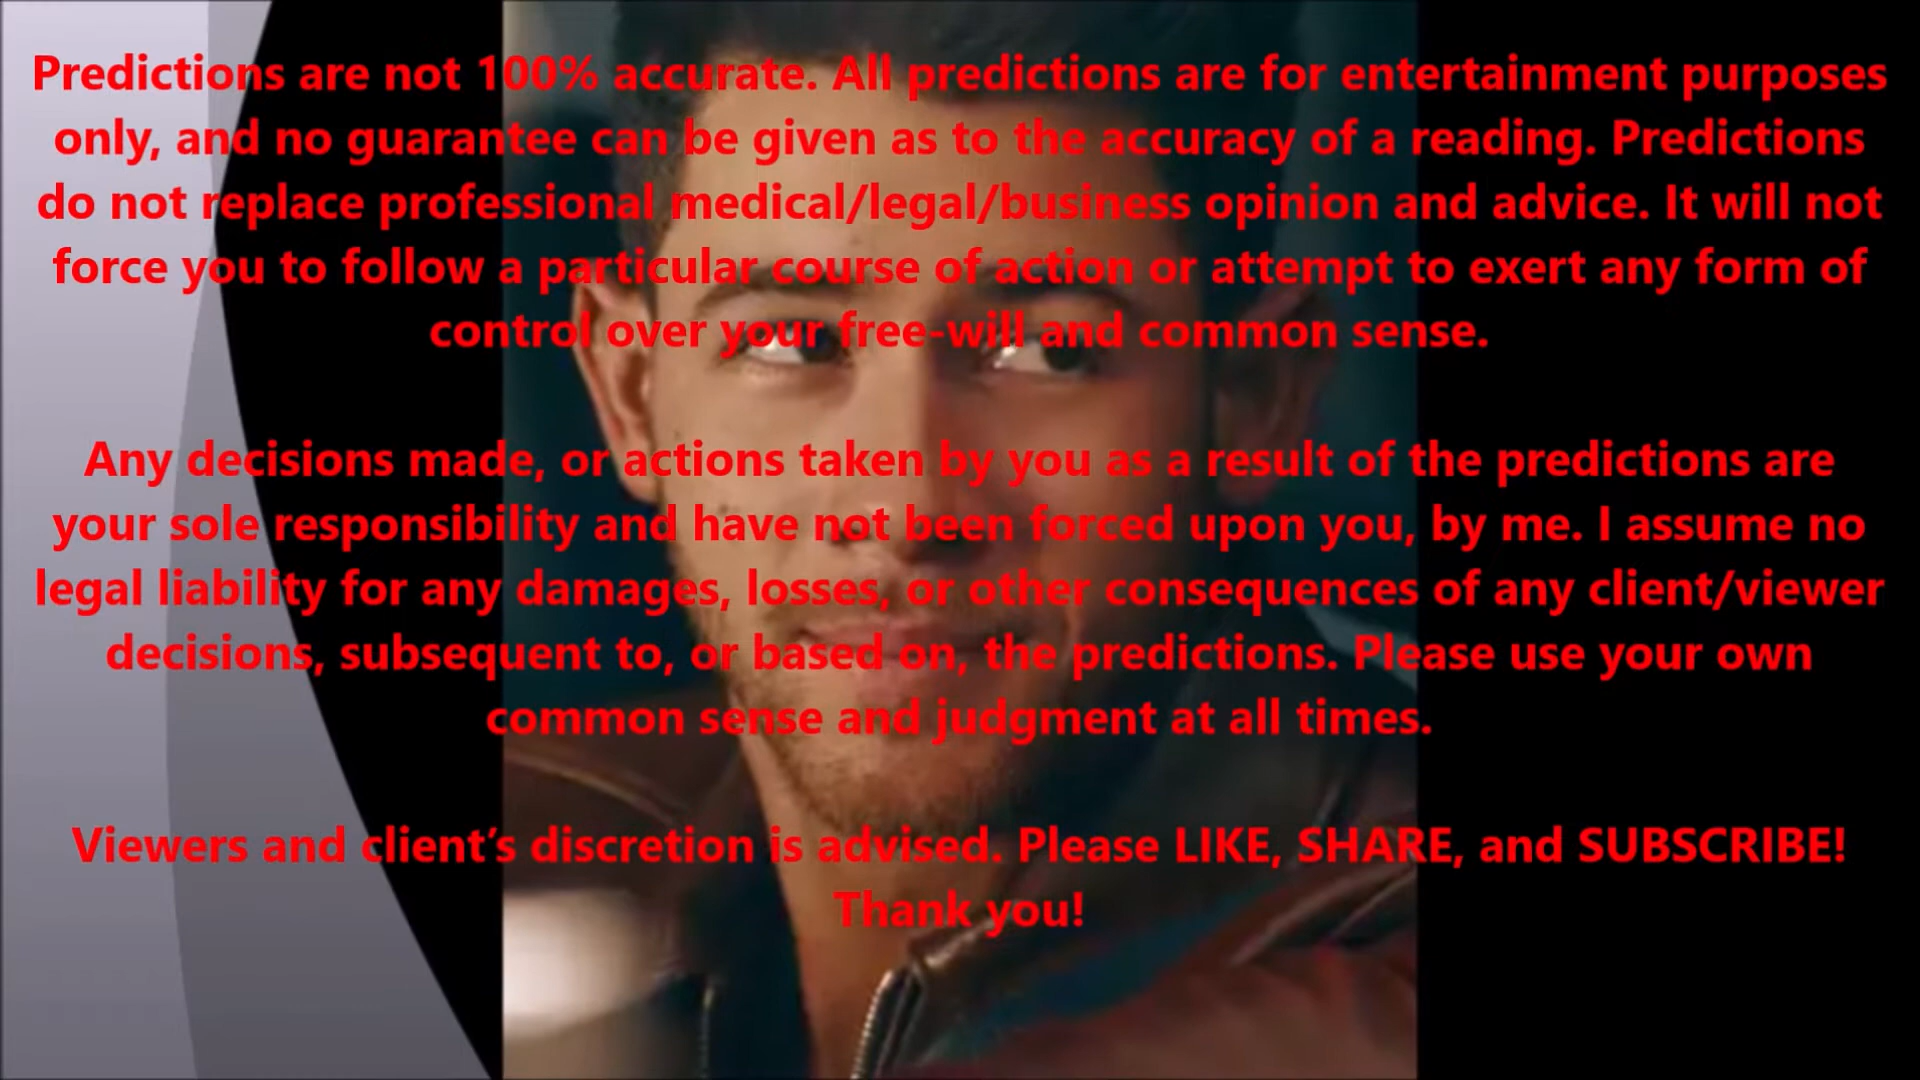 Predictions are not 100% accurate. All predictions are for entertainment purposes
only, and no guarantee can be given as to the accuracy of a reading. Predictions
do not replace professional medical/legal/business opinion and advice. It will not
force you to follow a particular course of action or attempt to exert any form of
control over your free-will and common sense.
Any decisions made, or actions taken by you as a result of the predictions are
your sole responsibility and have not been forced upon you, by me. I assume no
legal liability for any damages, losses, or other consequences of any client/viewer
decisions, subsequent to, or based on, the predictions. Please use your own
common sense and judgment at all times.
Viewers and client’s discretion is advised. Please LIKE, SHARE, and SUBSCRIBE!
Thank you!